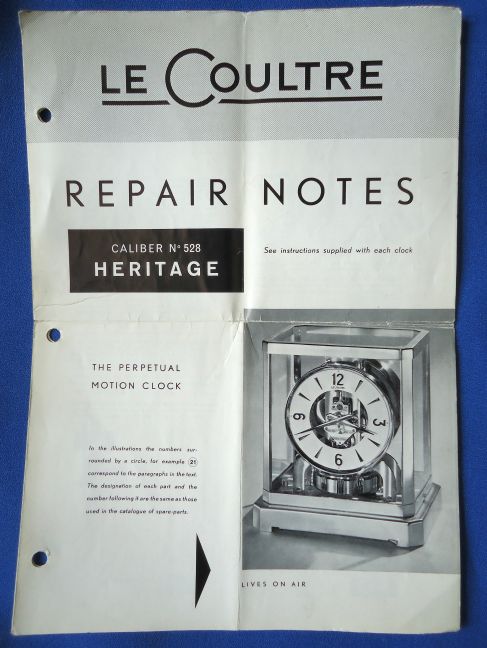 LE COULTRE
REPAIR NOTES
CALIBER N° 528
HERITAGE
See instructions supplied with each clock
THE PERPETUAL
MOTION CLOCK
In the illustrations the numbers sur-
rounded by a circle, for example 21
correspond to the paragraphs in the text.
The designation of each part and the
number following it are the same as those
used in the catalogue of spare-parts.
12
9
3
6
LIVES ON AIR